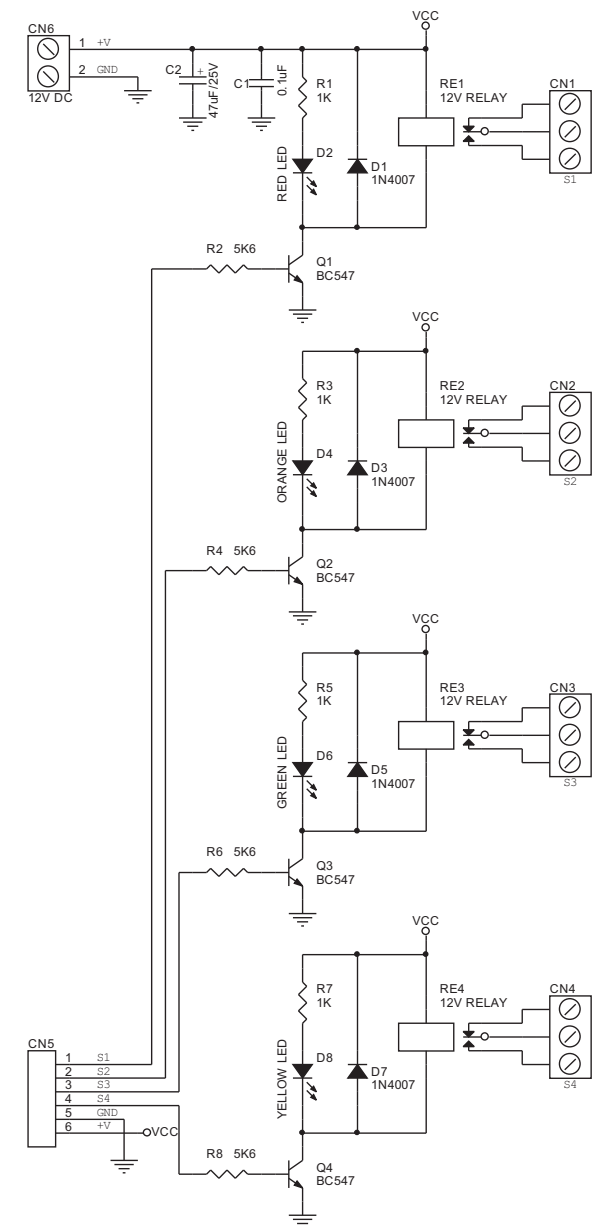 CN6
1 +V
2 GND
12V DC
C2
+
47uF/25V
C1
0.1uF
R1
1K
D2
RED LED
D1
1N4007
VCC
RE1
12V RELAY
CN1
S1
R2 5K6
Q1
BC547
VCC
R3
1K
D4
ORANGE LED
D3
1N4007
RE2
12V RELAY
CN2
S2
R4 5K6
Q2
BC547
VCC
R5
1K
D6
GREEN LED
D5
1N4007
RE3
12V RELAY
CN3
S3
R6 5K6
Q3
BC547
VCC
R7
1K
D8
YELLOW LED
D7
1N4007
RE4
12V RELAY
CN4
S4
CN5
1 S1
2 S2
3 S3
4 S4
5 GND
6 +V
VCC
R8 5K6
Q4
BC547